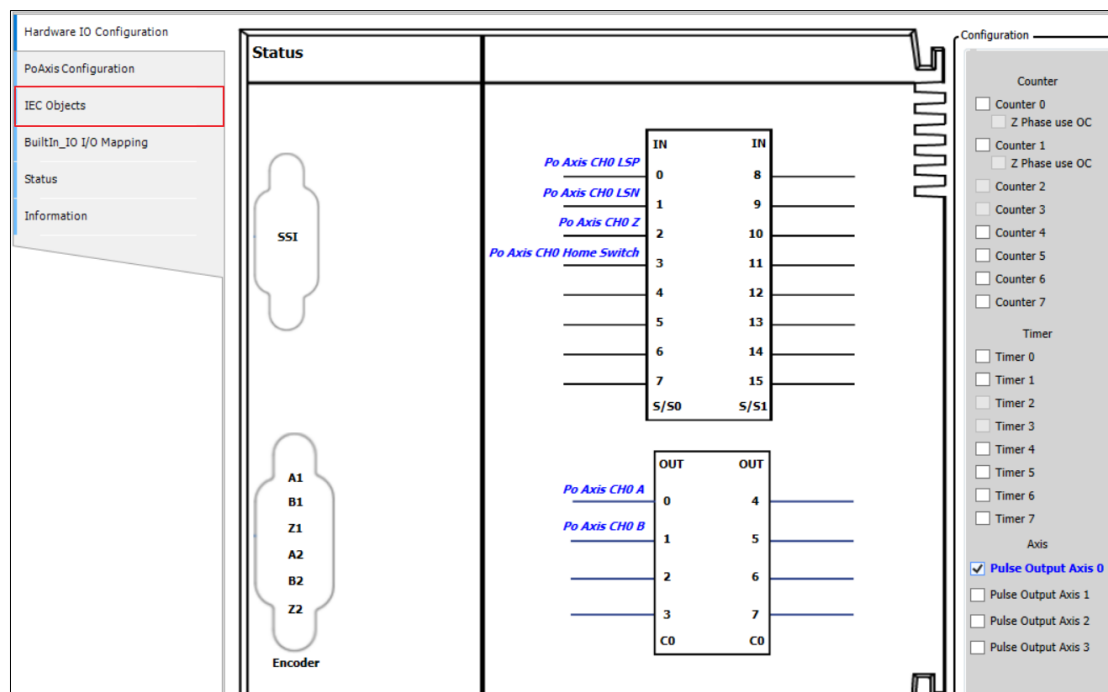 Hardware IO Configuration
PoAxis Configuration
IEC Objects
BuiltIn_IO I/O Mapping
Status
Information
Status
SSI
A1
B1
Z1
A2
B2
Z2
Encoder
IN IN
Po Axis CH0 LSP 0 8
Po Axis CH0 LSN 1 9
Po Axis CH0 Z 2 10
Po Axis CH0 Home Switch 3 11
4 12
5 13
6 14
7 15
S/S0 S/S1
OUT OUT
Po Axis CH0 A 0 4
Po Axis CH0 B 1 5
2 6
3 7
C0 C0
Configuration
Counter
Counter 0
Z Phase use OC
Counter 1
Z Phase use OC
Counter 2
Counter 3
Counter 4
Counter 5
Counter 6
Counter 7
Timer
Timer 0
Timer 1
Timer 2
Timer 3
Timer 4
Timer 5
Timer 6
Timer 7
Axis
Pulse Output Axis 0
Pulse Output Axis 1
Pulse Output Axis 2
Pulse Output Axis 3